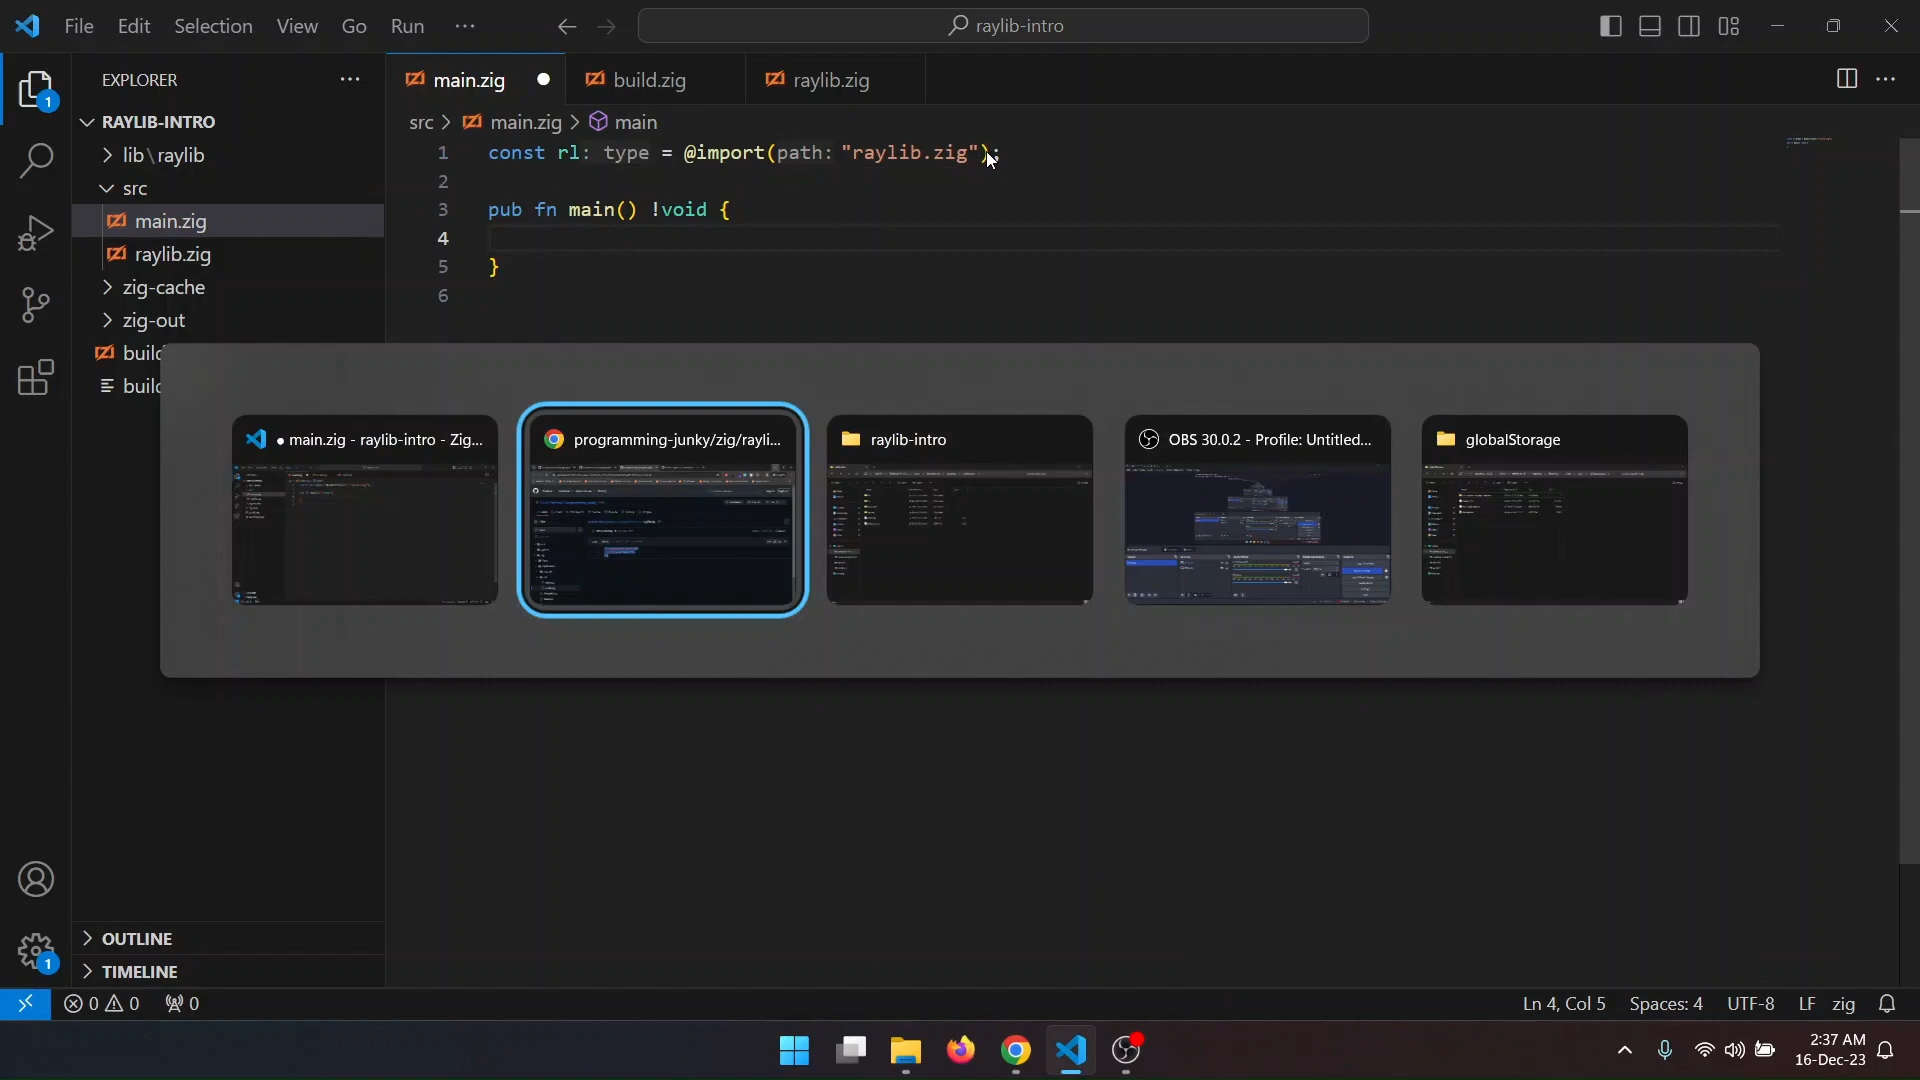 File Edit Selection View Go Run ···
raylib-intro
EXPLORER
main.zig
build.zig
raylib.zig
RAYLIB-INTRO
src > main.zig > main
lib\raylib
src
main.zig
raylib.zig
zig-cache
zig-out
build
build
1
1 const rl: type = @import(path: "raylib.zig");
2
3 pub fn main() !void {
4
5 }
6
● main.zig - raylib-intro - Zig...
programming-junky/zig/rayli...
raylib-intro
OBS 30.0.2 - Profile: Untitled...
globalStorage
OUTLINE
TIMELINE
1
0 0 0
Ln 4, Col 5 Spaces: 4 UTF-8 LF zig
2:37 AM
16-Dec-23